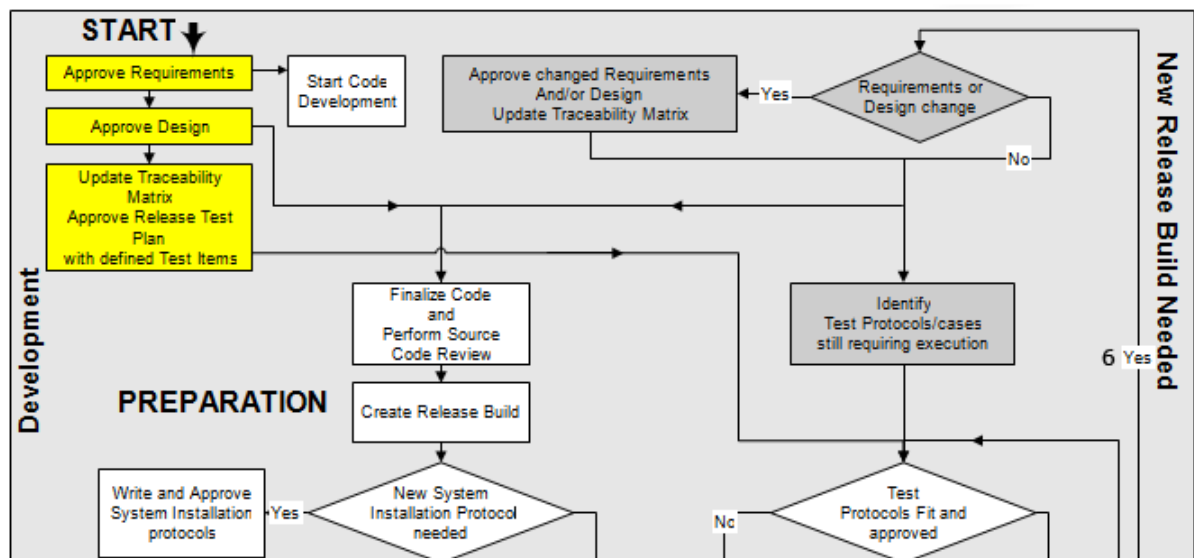 START
Approve Requirements
Start Code
Development
Approve Design
Update Traceability
Matrix
Approve Release Test
Plan
with defined Test Items
Approve changed Requirements
And/or Design
Update Traceability Matrix
Yes
Requirements or
Design change
No
New Release Build Needed
Development
Finalize Code
and
Perform Source
Code Review
Identify
Test Protocols/cases
still requiring execution
6 Yes
PREPARATION
Create Release Build
Write and Approve
System Installation
protocols
Yes
New System
Installation Protocol
needed
No
Test
Protocols Fit and
approved